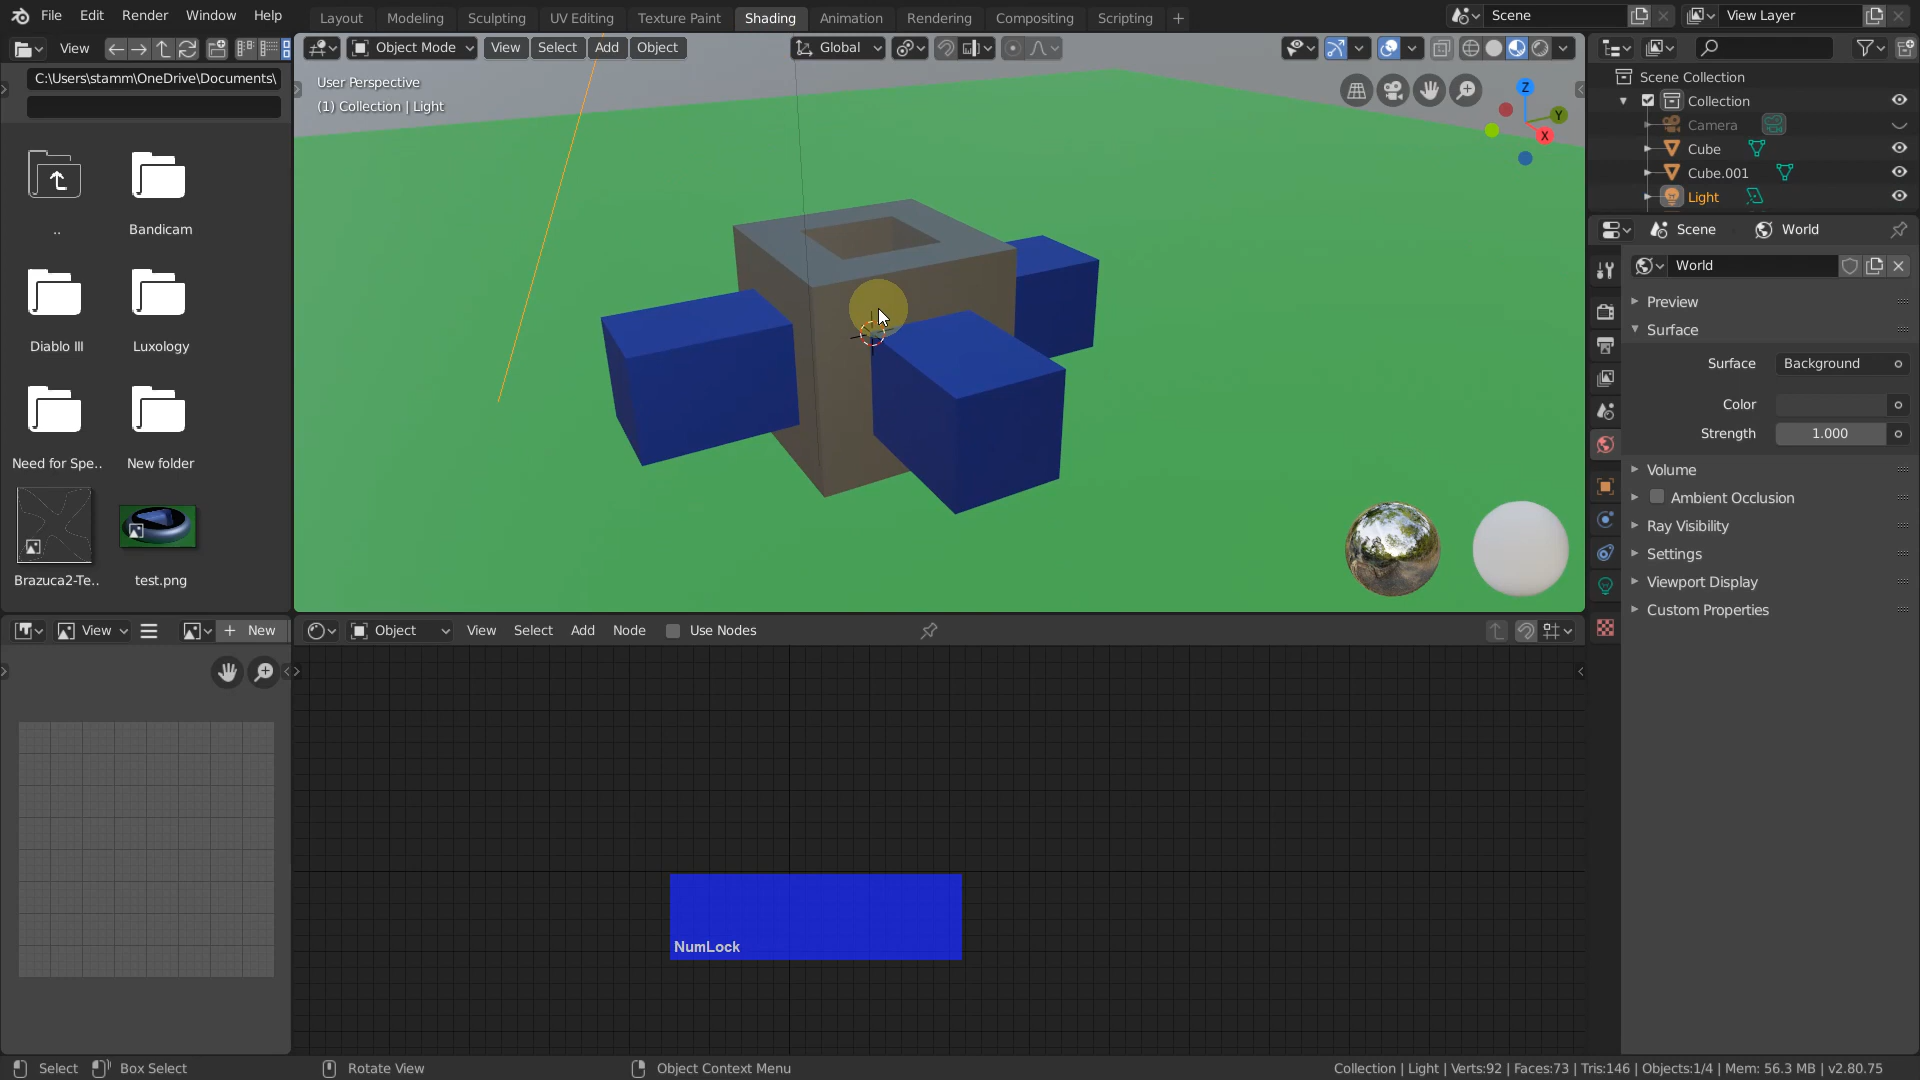 File Edit Render Window Help
Layout Modeling Sculpting UV Editing Texture Paint Shading Animation Rendering Compositing Scripting +
Scene
View Layer
View
Object Mode View Select Add Object
Global
C:\Users\stamm\OneDrive\Documents\
User Perspective
(1) Collection | Light
Z
Y
X
..
Bandicam
Diablo III
Luxology
Need for Spe..
New folder
Brazuca2-Te..
test.png
Scene Collection
Collection
Camera
Cube
Cube.001
Light
Scene World
World
Preview
Surface
Surface Background
Color
Strength 1.000
Volume
Ambient Occlusion
Ray Visibility
Settings
Viewport Display
Custom Properties
View
+ New
Object View Select Add Node Use Nodes
NumLock
Select Box Select Rotate View Object Context Menu
Collection | Light | Verts:92 | Faces:73 | Tris:146 | Objects:1/4 | Mem: 56.3 MB | v2.80.75